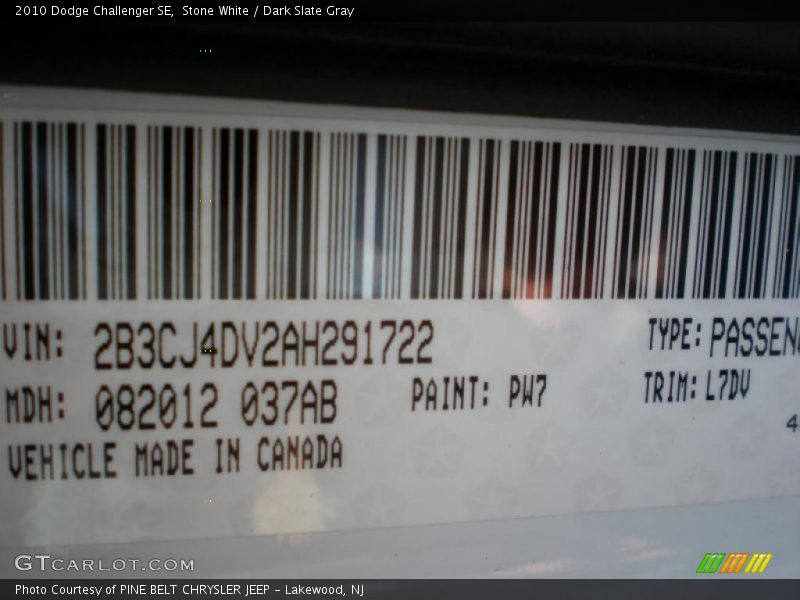 2010 Dodge Challenger SE, Stone White / Dark Slate Gray
VIN: 2B3CJ4DV2AH291722
TYPE: PASSEN
MDH: 082012 037AB
PAINT: PW7
TRIM: L7DV
4
VEHICLE MADE IN CANADA
GTCARLOT.COM
Photo Courtesy of PINE BELT CHRYSLER JEEP - Lakewood, NJ